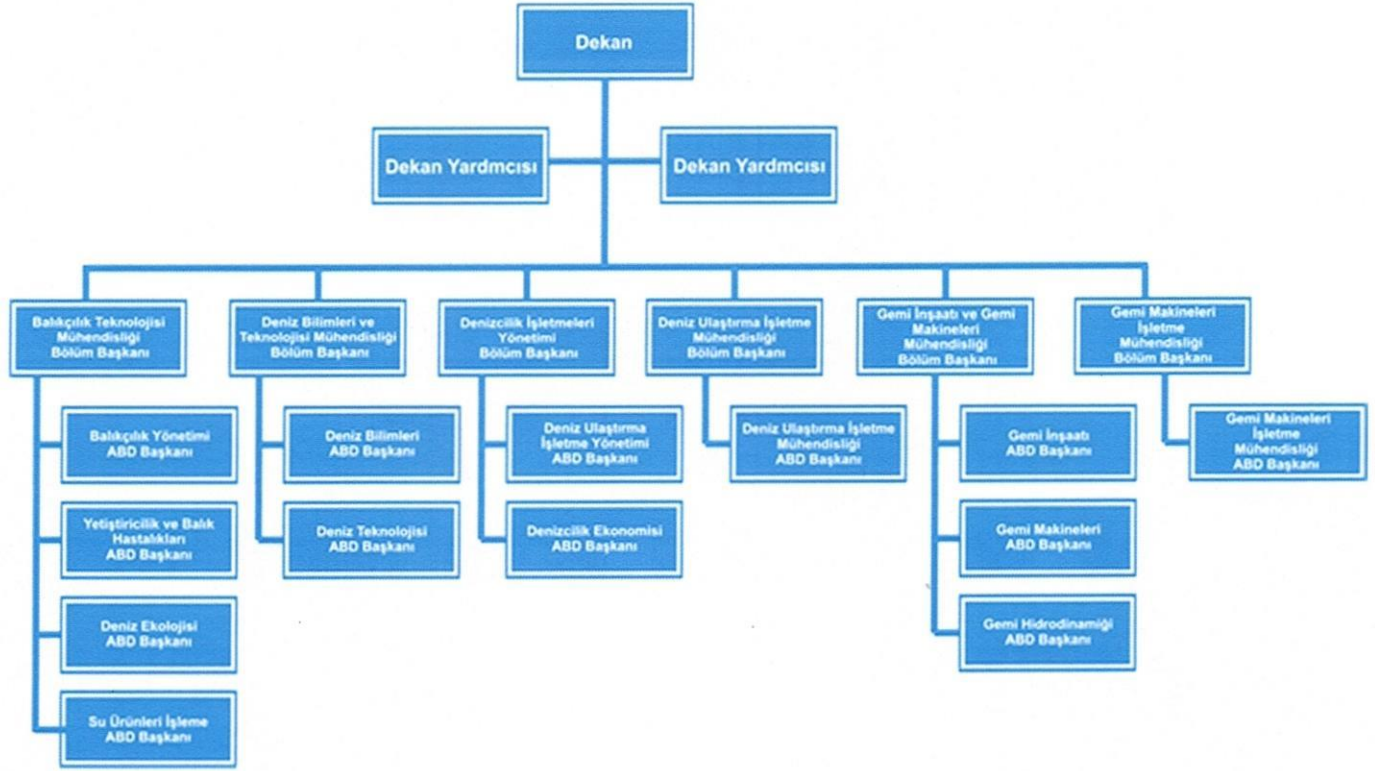 Dekan
Dekan Yardmcısı
Dekan Yardmcısı
Balıkçılık Teknolojisi
Mühendisliği
Bölüm Başkanı
Deniz Bilimleri ve
Teknolojisi Mühendisliği
Bölüm Başkanı
Denizcilik İşletmeleri
Yönetimi
Bölüm Başkanı
Deniz Ulaştırma İşletme
Mühendisliği
Bölüm Başkanı
Gemi İnşaatı ve Gemi
Makineleri
Mühendisliği
Bölüm Başkanı
Gemi Makineleri
İşletme
Mühendisliği
Bölüm Başkanı
Balıkçılık Yönetimi
ABD Başkanı
Yetiştiricilik ve Balık
Hastalıkları
ABD Başkanı
Deniz Ekolojisi
ABD Başkanı
Su Ürünleri İşleme
ABD Başkanı
Deniz Bilimleri
ABD Başkanı
Deniz Teknolojisi
ABD Başkanı
Deniz Ulaştırma
İşletme Yönetimi
ABD Başkanı
Denizcilik Ekonomisi
ABD Başkanı
Deniz Ulaştırma İşletme
Mühendisliği
ABD Başkanı
Gemi İnşaatı
ABD Başkanı
Gemi Makineleri
ABD Başkanı
Gemi Hidrodinamiği
ABD Başkanı
Gemi Makineleri
İşletme
Mühendisliği
ABD Başkanı